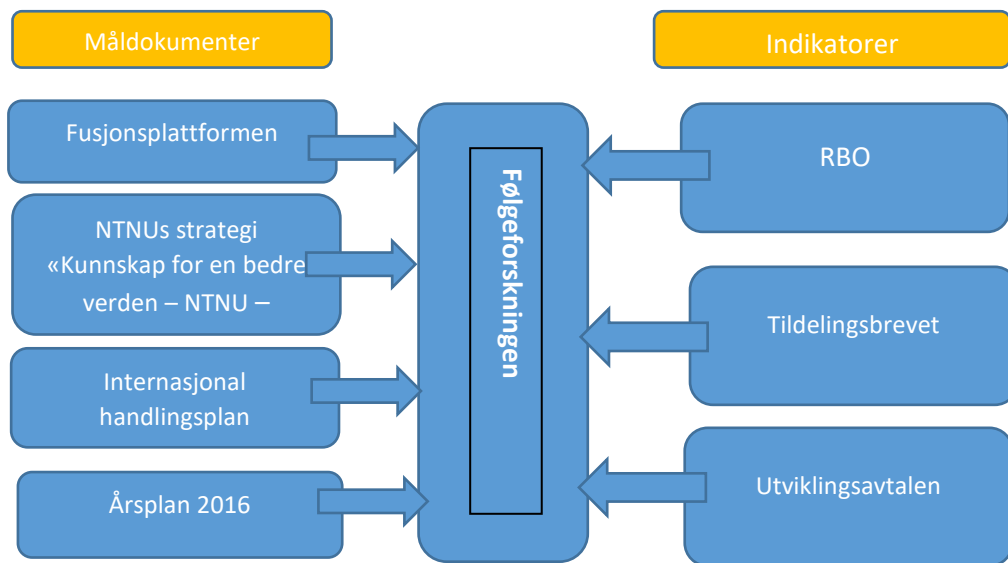 Måldokumenter
Indikatorer
Fusjonsplattformen
NTNUs strategi
«Kunnskap for en bedre
verden – NTNU –
Internasjonal
handlingsplan
Årsplan 2016
Følgeforskningen
RBO
Tildelingsbrevet
Utviklingsavtalen